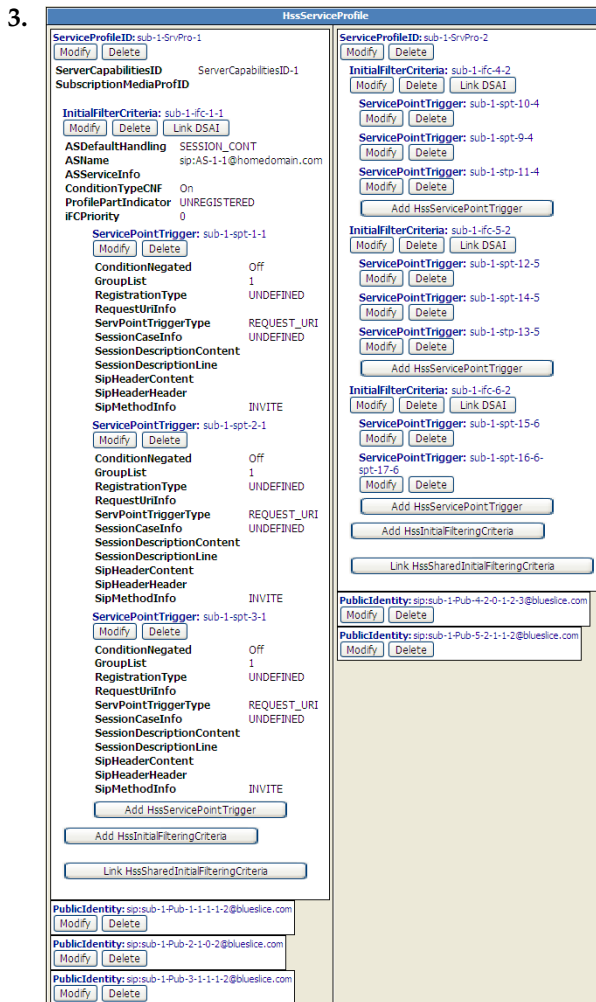 3.
HssServiceProfile
ServiceProfileID: sub-1-SrvPro-1
Modify Delete
ServerCapabilitiesID ServerCapabilitiesID-1
SubscriptionMediaProfID
InitialFilterCriteria: sub-1-ifc-1-1
Modify Delete Link DSAI
ASDefaultHandling SESSION_CONT
ASName sip:AS-1-1@homedomain.com
ASServiceInfo
ConditionTypeCNF On
ProfilePartIndicator UNREGISTERED
iFCPriority 0
ServicePointTrigger: sub-1-spt-1-1
Modify Delete
ConditionNegated Off
GroupList 1
RegistrationType UNDEFINED
RequestUriInfo
ServPointTriggerType REQUEST_URI
SessionCaseInfo UNDEFINED
SessionDescriptionContent
SessionDescriptionLine
SipHeaderContent
SipHeaderHeader
SipMethodInfo INVITE
ServicePointTrigger: sub-1-spt-2-1
Modify Delete
ConditionNegated Off
GroupList 1
RegistrationType UNDEFINED
RequestUriInfo
ServPointTriggerType REQUEST_URI
SessionCaseInfo UNDEFINED
SessionDescriptionContent
SessionDescriptionLine
SipHeaderContent
SipHeaderHeader
SipMethodInfo INVITE
ServicePointTrigger: sub-1-spt-3-1
Modify Delete
ConditionNegated Off
GroupList 1
RegistrationType UNDEFINED
RequestUriInfo
ServPointTriggerType REQUEST_URI
SessionCaseInfo UNDEFINED
SessionDescriptionContent
SessionDescriptionLine
SipHeaderContent
SipHeaderHeader
SipMethodInfo INVITE
Add HssServicePointTrigger
Add HssInitialFilteringCriteria
Link HssSharedInitialFilteringCriteria
PublicIdentity: sip:sub-1-Pub-1-1-1-1-2@blueslice.com
Modify Delete
PublicIdentity: sip:sub-1-Pub-2-1-0-2@blueslice.com
Modify Delete
PublicIdentity: sip:sub-1-Pub-3-1-1-1-2@blueslice.com
Modify Delete
ServiceProfileID: sub-1-SrvPro-2
Modify Delete
InitialFilterCriteria: sub-1-ifc-4-2
Modify Delete Link DSAI
ServicePointTrigger: sub-1-spt-10-4
Modify Delete
ServicePointTrigger: sub-1-spt-9-4
Modify Delete
ServicePointTrigger: sub-1-stp-11-4
Modify Delete
Add HssServicePointTrigger
InitialFilterCriteria: sub-1-ifc-5-2
Modify Delete Link DSAI
ServicePointTrigger: sub-1-spt-12-5
Modify Delete
ServicePointTrigger: sub-1-spt-14-5
Modify Delete
ServicePointTrigger: sub-1-stp-13-5
Modify Delete
Add HssServicePointTrigger
InitialFilterCriteria: sub-1-ifc-6-2
Modify Delete Link DSAI
ServicePointTrigger: sub-1-spt-15-6
Modify Delete
ServicePointTrigger: sub-1-spt-16-6-
spt-17-6
Modify Delete
Add HssServicePointTrigger
Add HssInitialFilteringCriteria
Link HssSharedInitialFilteringCriteria
PublicIdentity: sip:sub-1-Pub-4-2-0-1-2-3@blueslice.com
Modify Delete
PublicIdentity: sip:sub-1-Pub-5-2-1-1-2@blueslice.com
Modify Delete